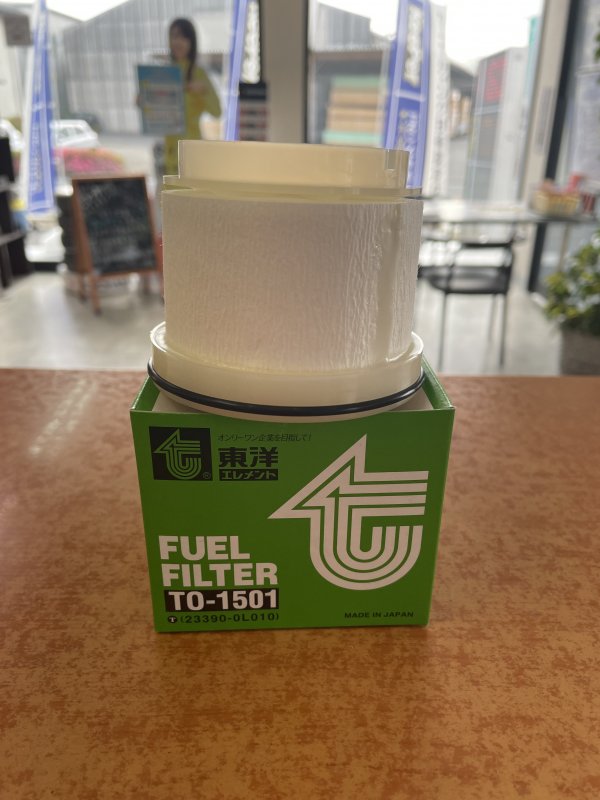 オンリーワン企業を目指して!
東洋
エレメント
®
FUEL
FILTER
TO-1501
T (23390-0L010)
MADE IN JAPAN